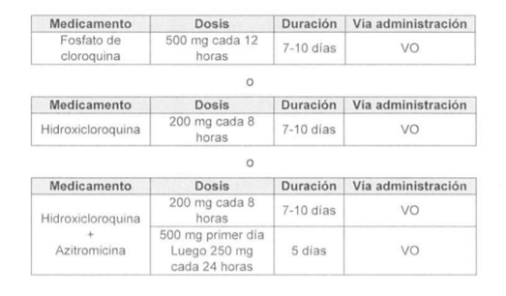 Medicamento Dosis Duración Vía administración
Fosfato de cloroquina 500 mg cada 12 horas 7-10 días VO
o
Medicamento Dosis Duración Vía administración
Hidroxicloroquina 200 mg cada 8 horas 7-10 días VO
o
Medicamento Dosis Duración Vía administración
Hidroxicloroquina + Azitromicina 200 mg cada 8 horas 7-10 días VO
500 mg primer día Luego 250 mg cada 24 horas 5 días VO